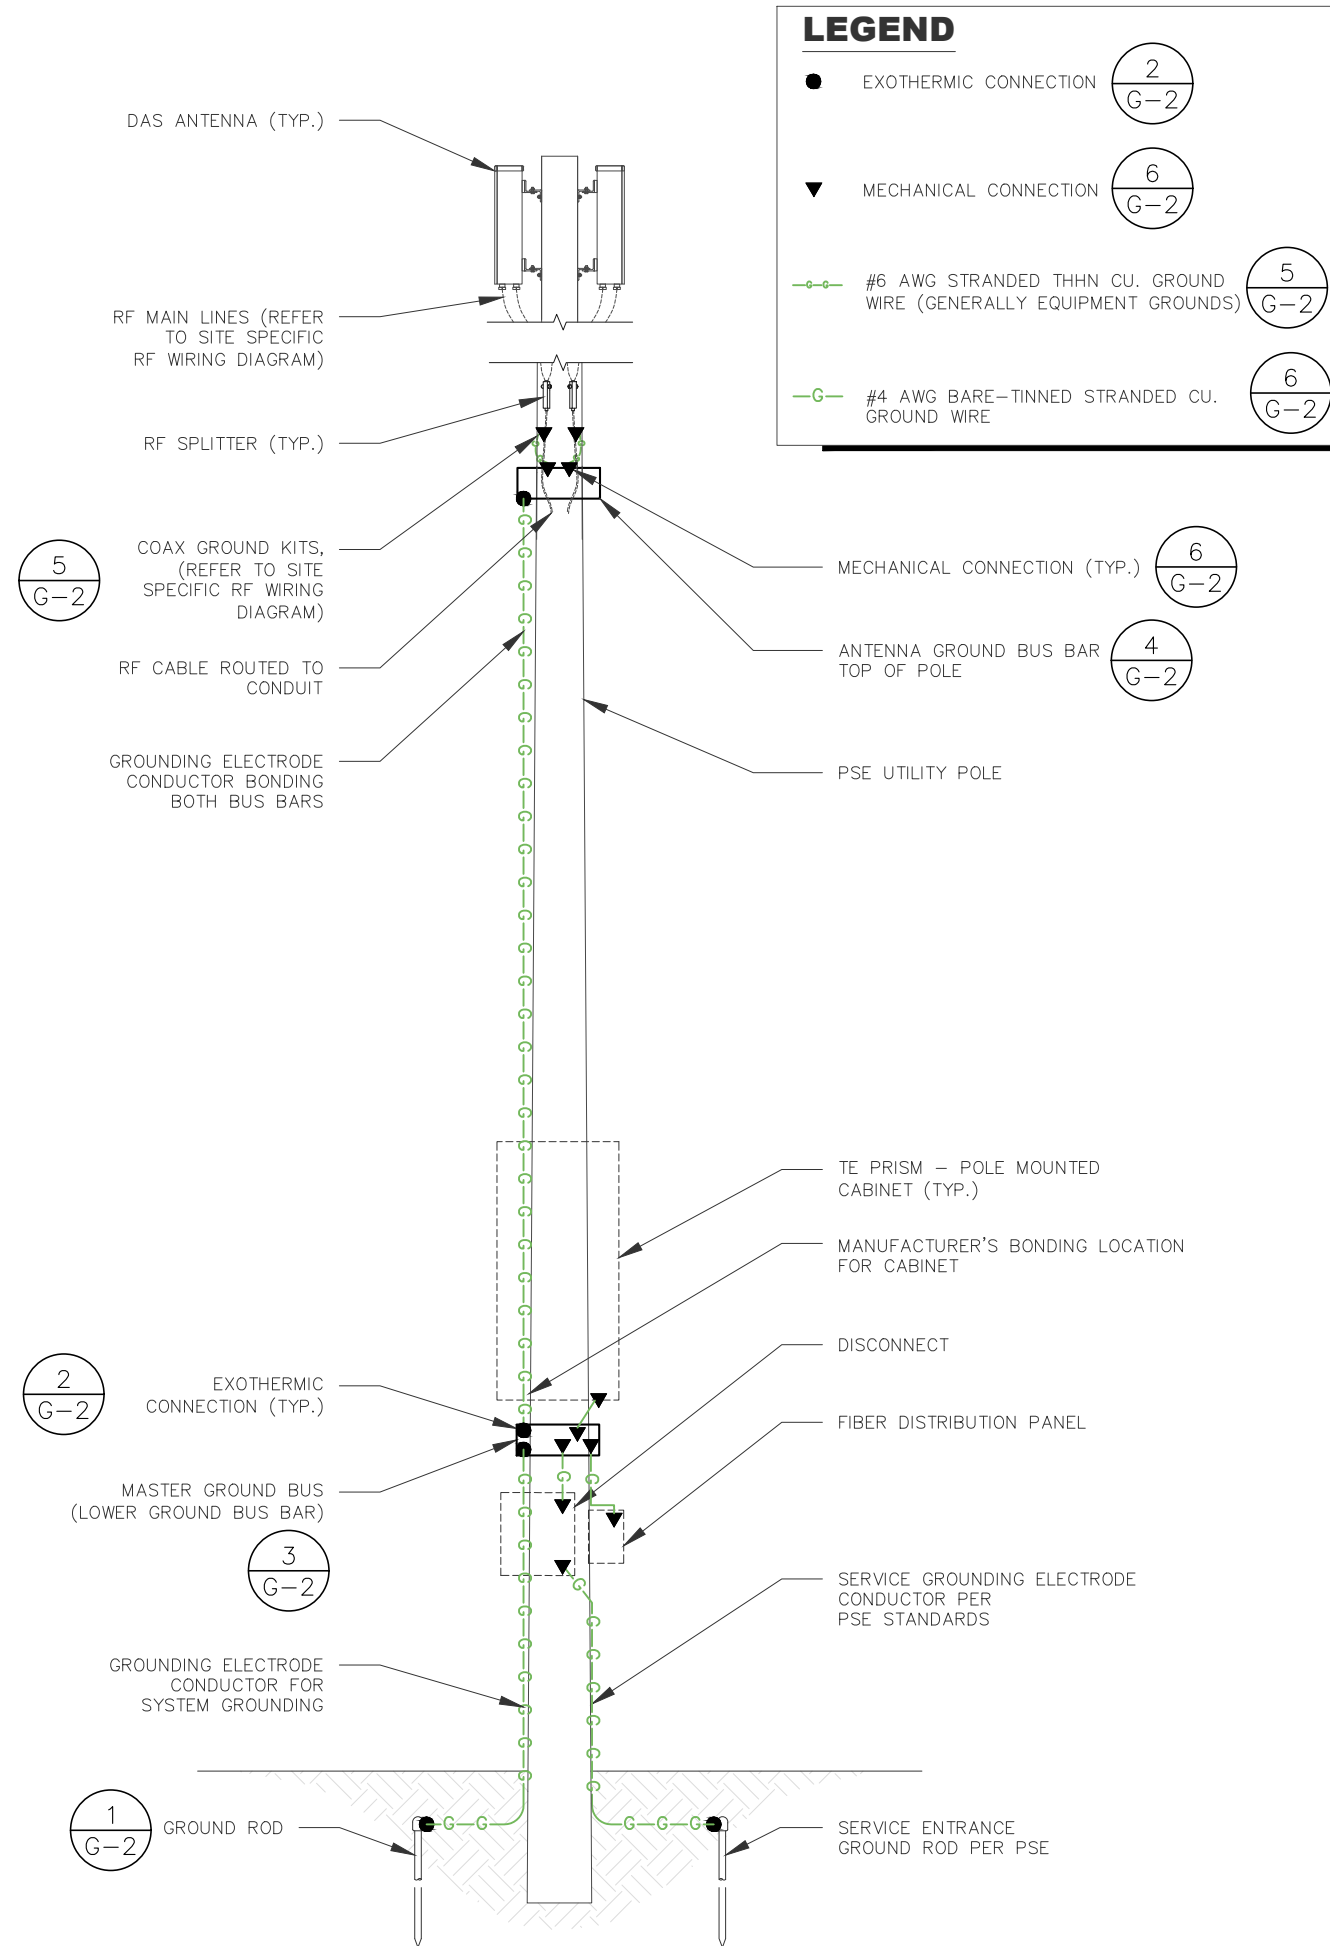 LEGEND
EXOTHERMIC CONNECTION
2
G-2
MECHANICAL CONNECTION
6
G-2
G-G
#6 AWG STRANDED THHN CU. GROUND
WIRE (GENERALLY EQUIPMENT GROUNDS)
5
G-2
G
#4 AWG BARE-TINNED STRANDED CU.
GROUND WIRE
6
G-2
DAS ANTENNA (TYP.)
RF MAIN LINES (REFER
TO SITE SPECIFIC
RF WIRING DIAGRAM)
RF SPLITTER (TYP.)
5
G-2
COAX GROUND KITS,
(REFER TO SITE
SPECIFIC RF WIRING
DIAGRAM)
RF CABLE ROUTED TO
CONDUIT
GROUNDING ELECTRODE
CONDUCTOR BONDING
BOTH BUS BARS
MECHANICAL CONNECTION (TYP.)
6
G-2
ANTENNA GROUND BUS BAR
TOP OF POLE
4
G-2
PSE UTILITY POLE
TE PRISM - POLE MOUNTED
CABINET (TYP.)
MANUFACTURER'S BONDING LOCATION
FOR CABINET
DISCONNECT
FIBER DISTRIBUTION PANEL
2
G-2
EXOTHERMIC
CONNECTION (TYP.)
MASTER GROUND BUS
(LOWER GROUND BUS BAR)
3
G-2
SERVICE GROUNDING ELECTRODE
CONDUCTOR PER
PSE STANDARDS
GROUNDING ELECTRODE
CONDUCTOR FOR
SYSTEM GROUNDING
1
G-2
GROUND ROD
G G
G G G
SERVICE ENTRANCE
GROUND ROD PER PSE